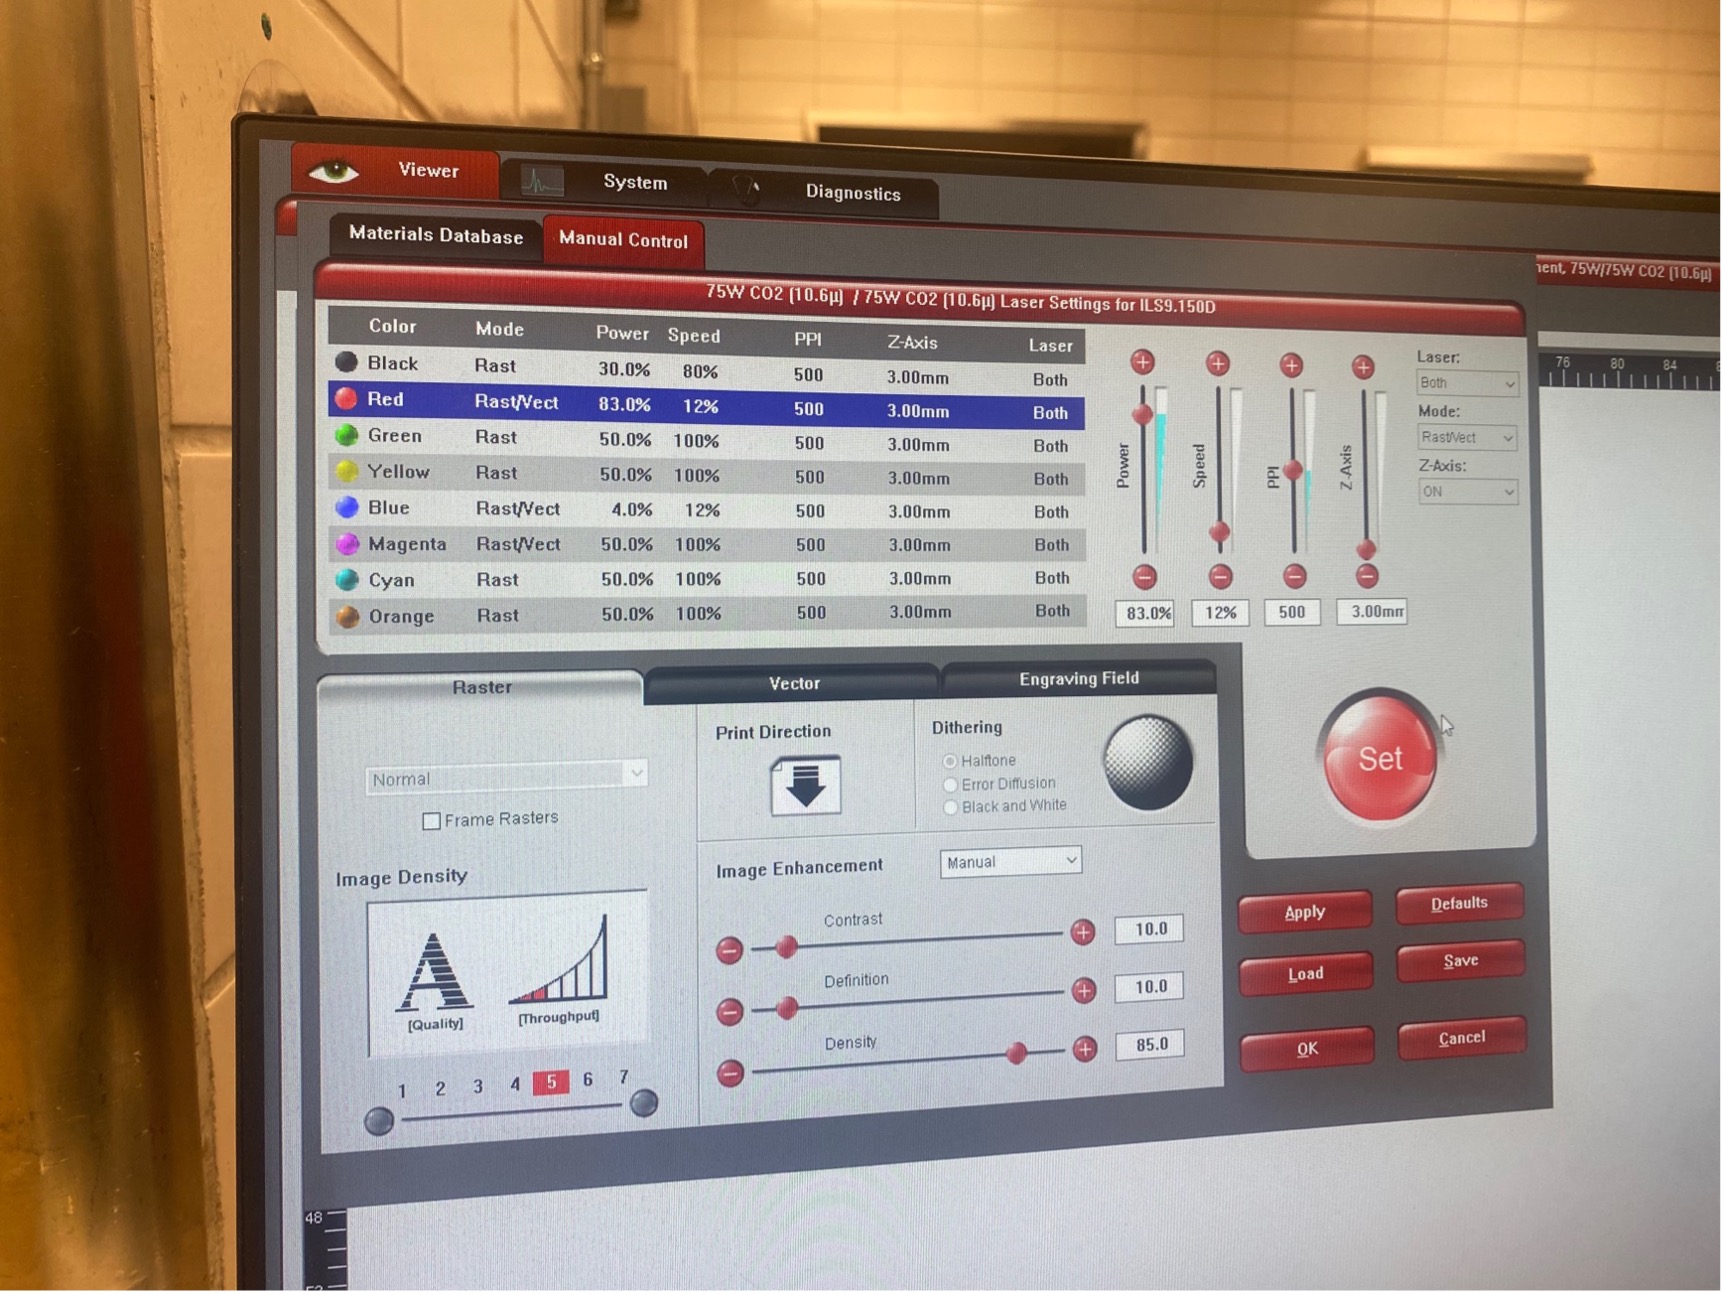 Viewer System Diagnostics
Materials Database Manual Control
75W CO2 (10.6µ) / 75W CO2 (10.6µ) Laser Settings for ILS9.150D
75W/75W CO2 (10.6µ)
Color Mode Power Speed PPI Z-Axis Laser
Black Rast 30.0% 80% 500 3.00mm Both
Red Rast/Vect 83.0% 12% 500 3.00mm Both
Green Rast 50.0% 100% 500 3.00mm Both
Yellow Rast 50.0% 100% 500 3.00mm Both
Blue Rast/Vect 4.0% 12% 500 3.00mm Both
Magenta Rast/Vect 50.0% 100% 500 3.00mm Both
Cyan Rast 50.0% 100% 500 3.00mm Both
Orange Rast 50.0% 100% 500 3.00mm Both
Power Speed PPI Z-Axis
83.0% 12% 500 3.00mm
Laser:
Both
Mode:
Rast/Vect
Z-Axis:
ON
76 80 84
Set
Raster Vector Engraving Field
Normal
Frame Rasters
Image Density
A
[Quality] [Throughput]
1 2 3 4 5 6 7
Print Direction
Dithering
Halftone
Error Diffusion
Black and White
Image Enhancement Manual
Contrast 10.0
Definition 10.0
Density 85.0
Apply Defaults
Load Save
OK Cancel
48